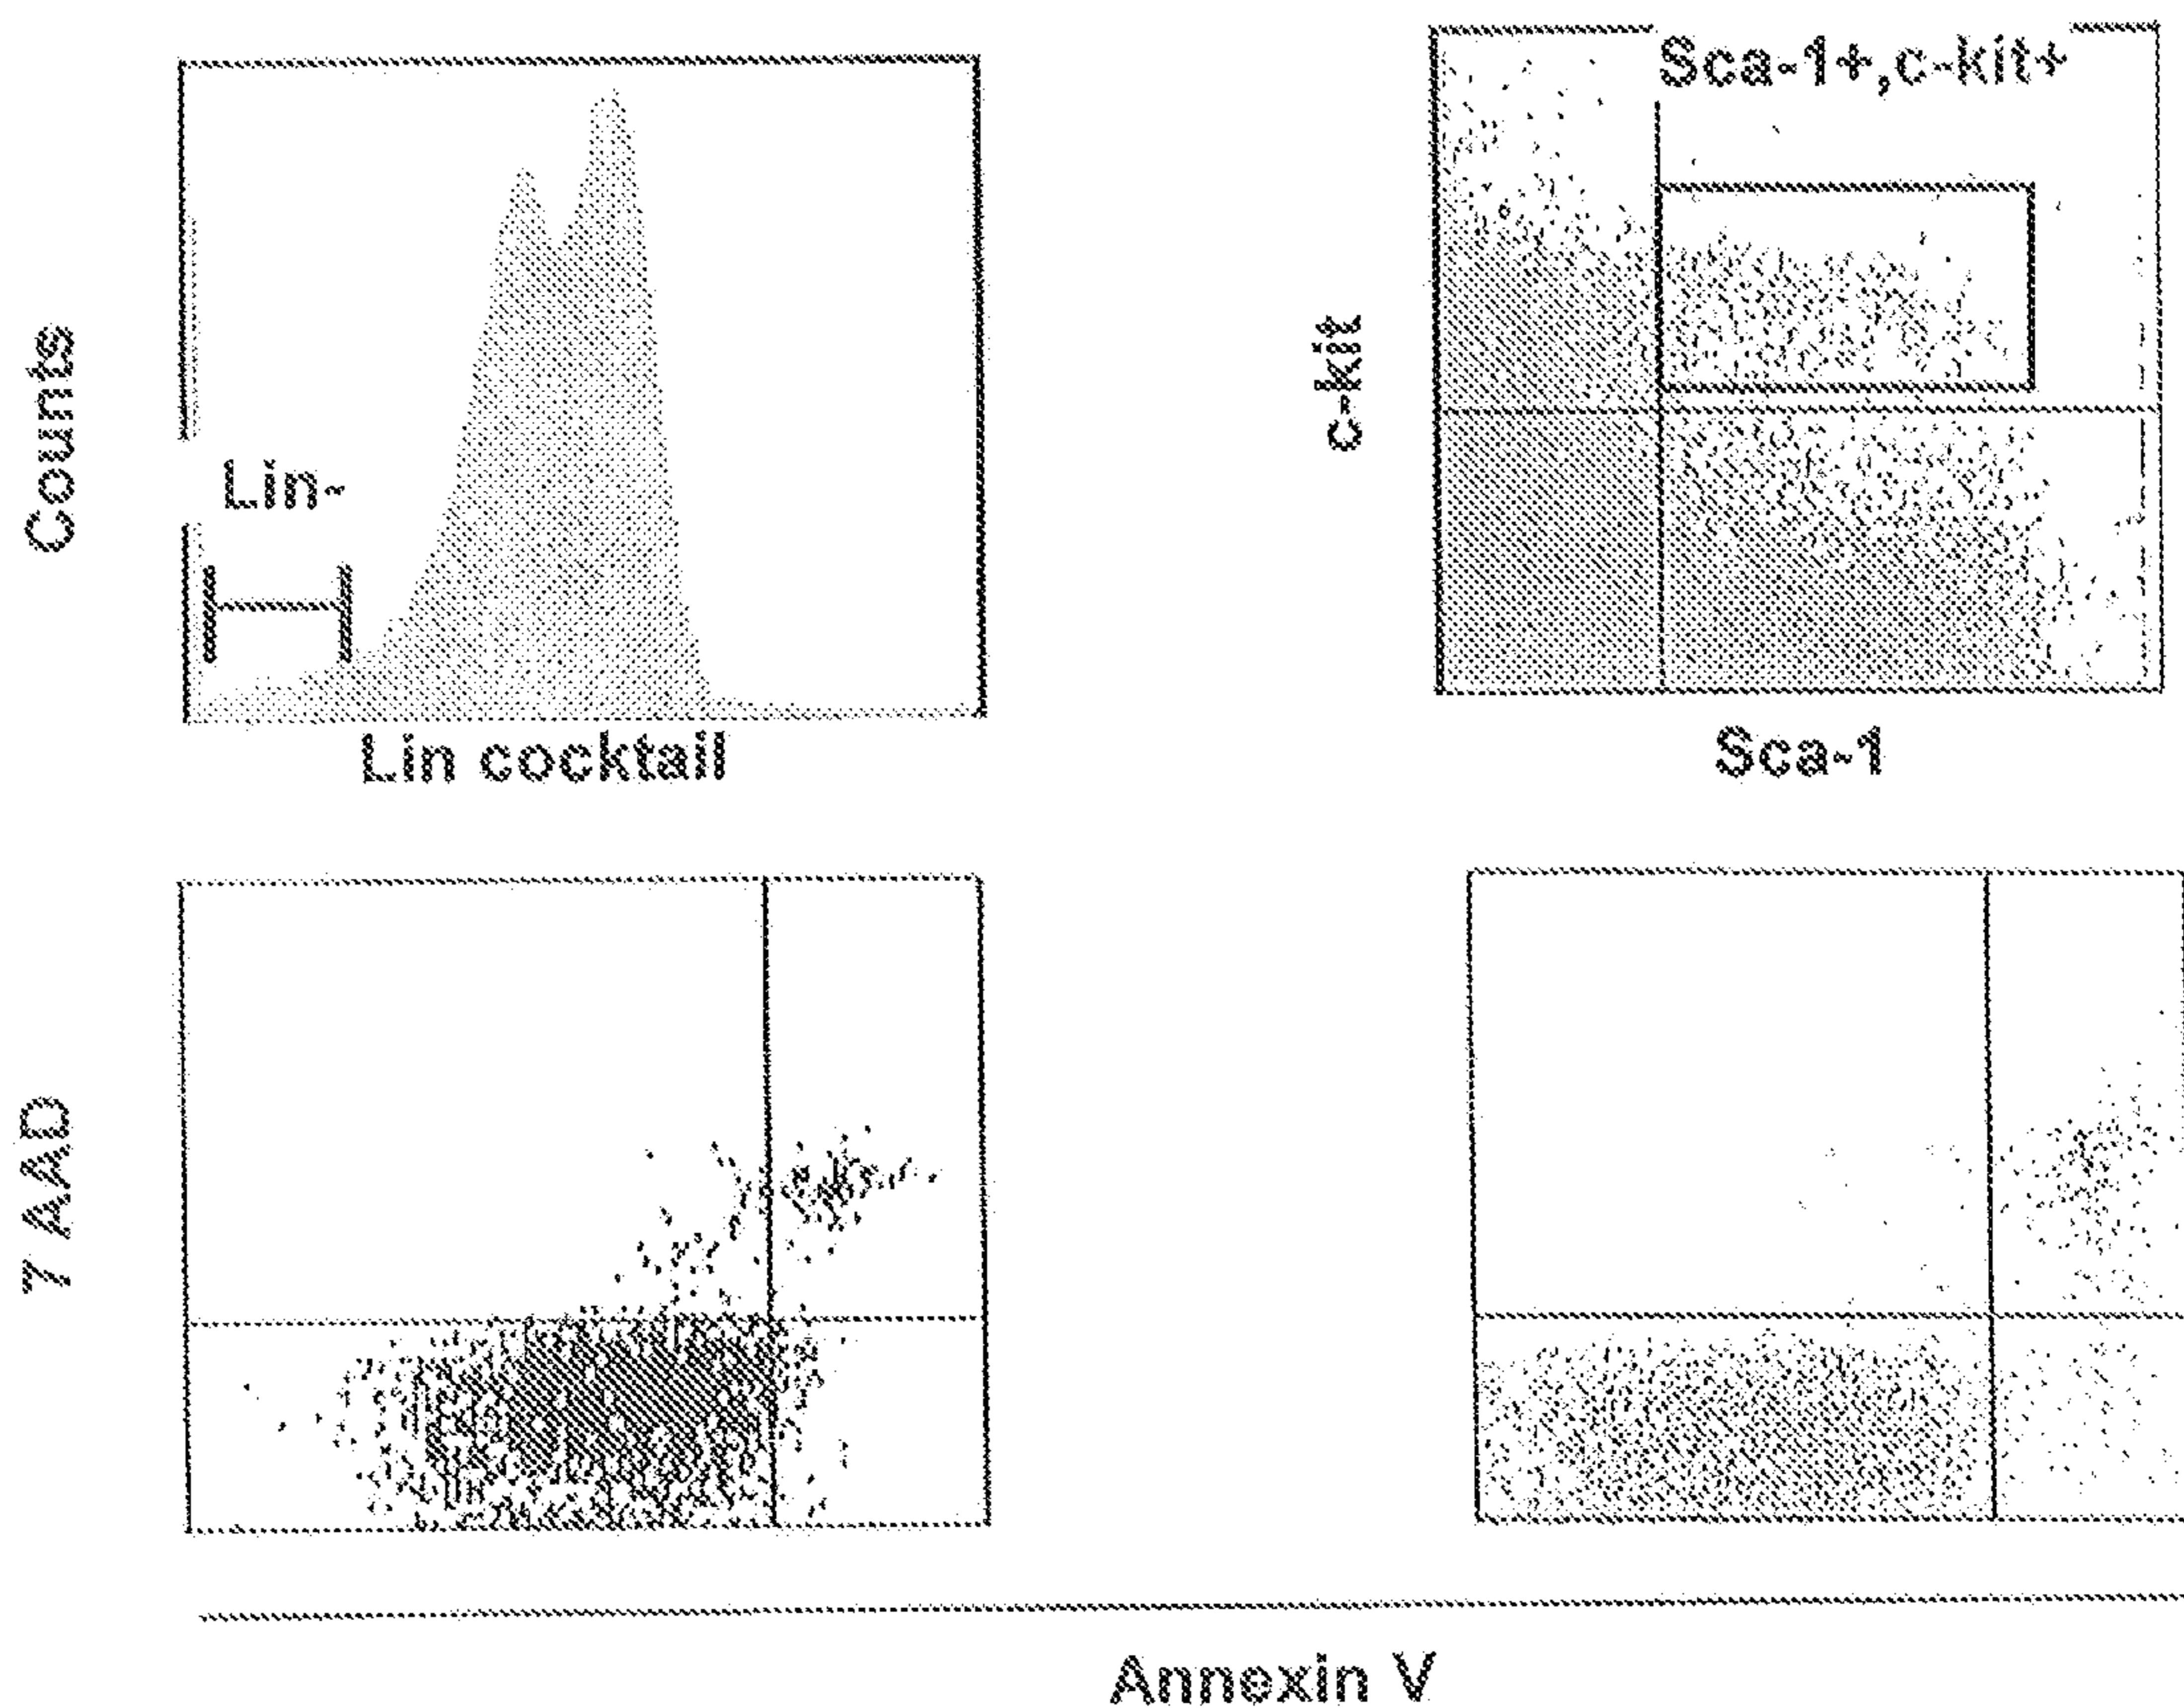 Sca-1+,c-kit+
Counts
Lin-
c-kit
Lin cocktail
Sca-1
7 AAD
Annexin V